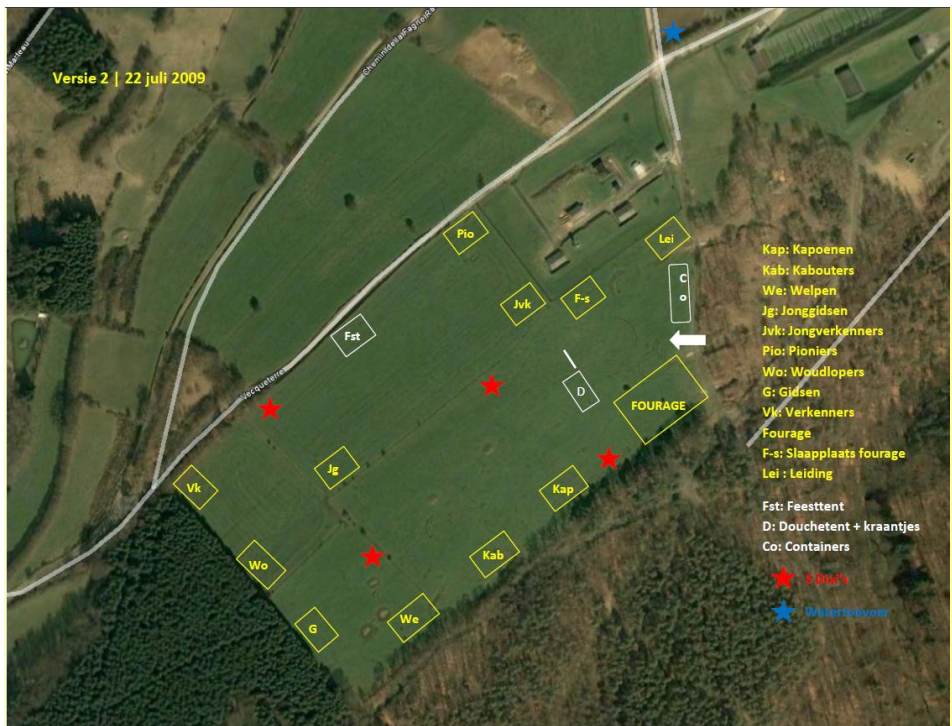 Versie 2 | 22 juli 2009
Pio
Lei
Jvk
F-s
C
o
Fst
Vecqueterre
D
FOURAGE
Jg
Vk
Kap
Kab
Wo
We
G
Kap: Kapoenen
Kab: Kabouters
We: Welpen
Jg: Jonggidsen
Jvk: Jongverkenners
Pio: Pioniers
Wo: Woudlopers
G: Gidsen
Vk: Verkenners
Fourage
F-s: Slaapplaats fourage
Lei : Leiding
Fst: Feesttent
D: Douchetent + kraantjes
Co: Containers
Watertoevoer